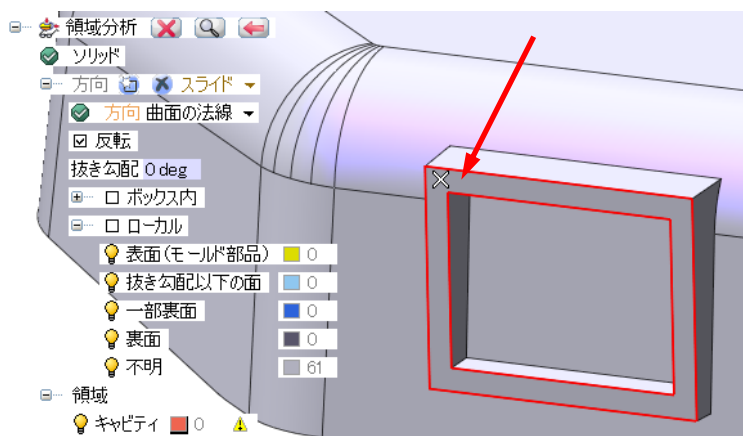 領域分析
ソリッド
方向 スライド
方向 曲面の法線
反転
抜き勾配 0 deg
ボックス内
ローカル
表面(モールド部品) 0
抜き勾配以下の面 0
一部裏面 0
裏面 0
不明 61
領域
キャビティ 0